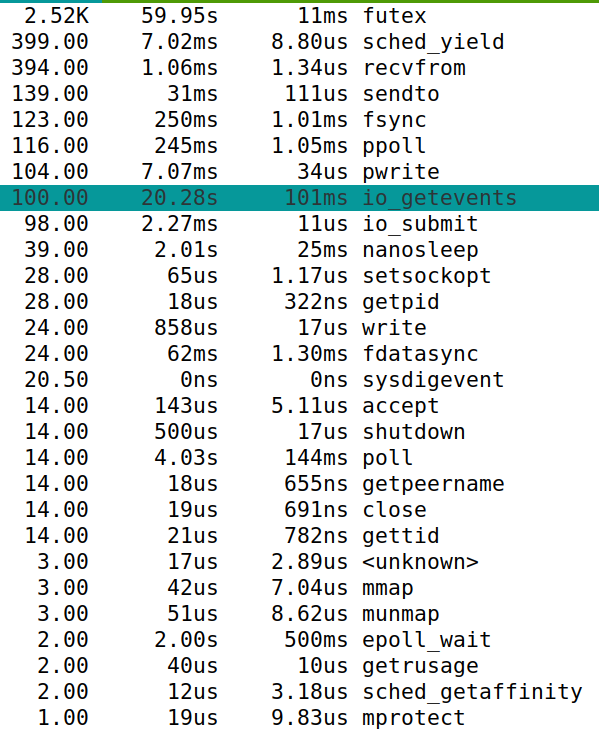 2.52K 59.95s 11ms futex
399.00 7.02ms 8.80us sched_yield
394.00 1.06ms 1.34us recvfrom
139.00 31ms 111us sendto
123.00 250ms 1.01ms fsync
116.00 245ms 1.05ms ppoll
104.00 7.07ms 34us pwrite
100.00 20.28s 101ms io_getevents
98.00 2.27ms 11us io_submit
39.00 2.01s 25ms nanosleep
28.00 65us 1.17us setsockopt
28.00 18us 322ns getpid
24.00 858us 17us write
24.00 62ms 1.30ms fdatasync
20.50 0ns 0ns sysdigevent
14.00 143us 5.11us accept
14.00 500us 17us shutdown
14.00 4.03s 144ms poll
14.00 18us 655ns getpeername
14.00 19us 691ns close
14.00 21us 782ns gettid
3.00 17us 2.89us <unknown>
3.00 42us 7.04us mmap
3.00 51us 8.62us munmap
2.00 2.00s 500ms epoll_wait
2.00 40us 10us getrusage
2.00 12us 3.18us sched_getaffinity
1.00 19us 9.83us mprotect